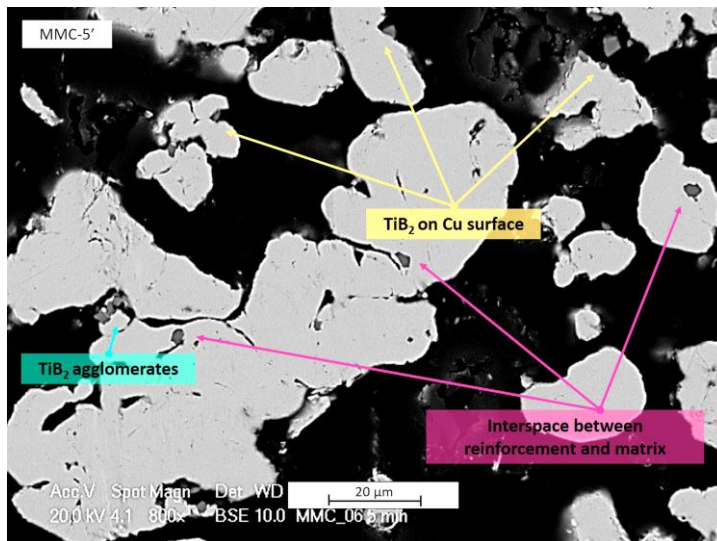 MMC-5’
TiB₂ on Cu surface
TiB₂ agglomerates
Interspace between
reinforcement and matrix
Acc.V Spot Magn Det WD
20,0 kV 4.1 800x BSE 10.0 MMC_06 5 min
20 µm